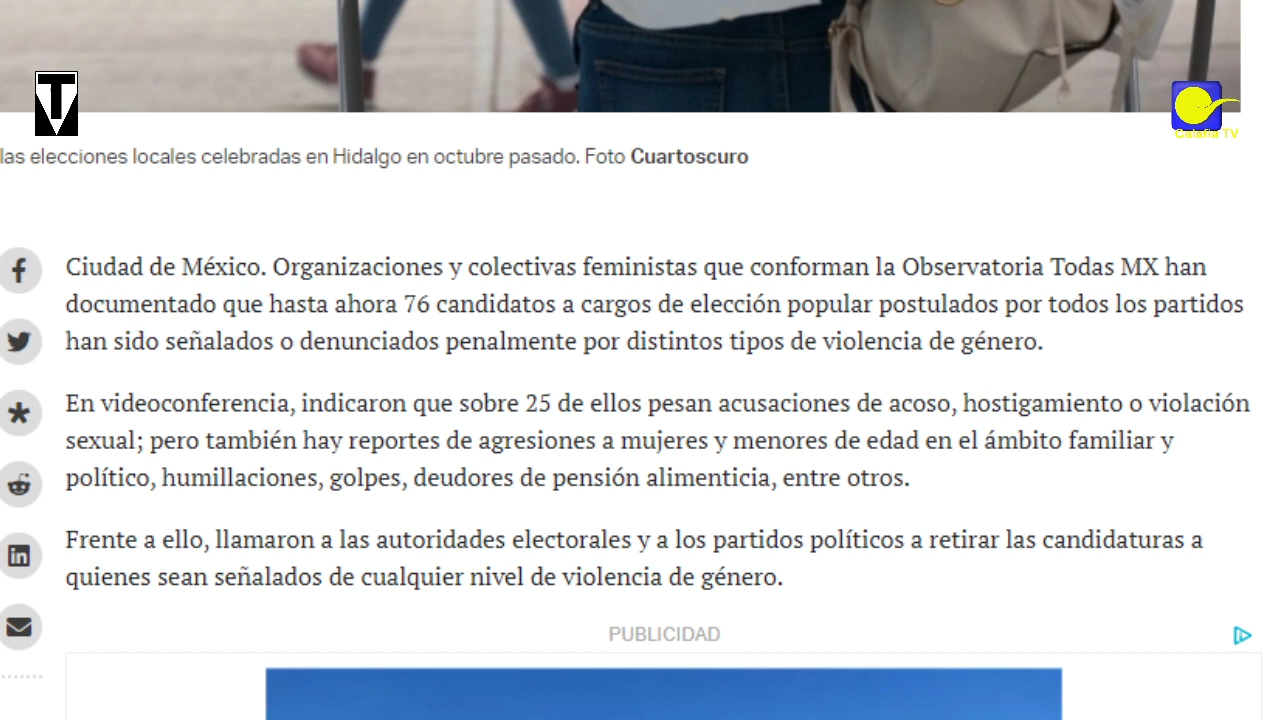 T
Calafia TV
las elecciones locales celebradas en Hidalgo en octubre pasado. Foto Cuartoscuro
Ciudad de México. Organizaciones y colectivas feministas que conforman la Observatoria Todas MX han
documentado que hasta ahora 76 candidatos a cargos de elección popular postulados por todos los partidos
han sido señalados o denunciados penalmente por distintos tipos de violencia de género.
En videoconferencia, indicaron que sobre 25 de ellos pesan acusaciones de acoso, hostigamiento o violación
sexual; pero también hay reportes de agresiones a mujeres y menores de edad en el ámbito familiar y
político, humillaciones, golpes, deudores de pensión alimenticia, entre otros.
Frente a ello, llamaron a las autoridades electorales y a los partidos políticos a retirar las candidaturas a
quienes sean señalados de cualquier nivel de violencia de género.
PUBLICIDAD